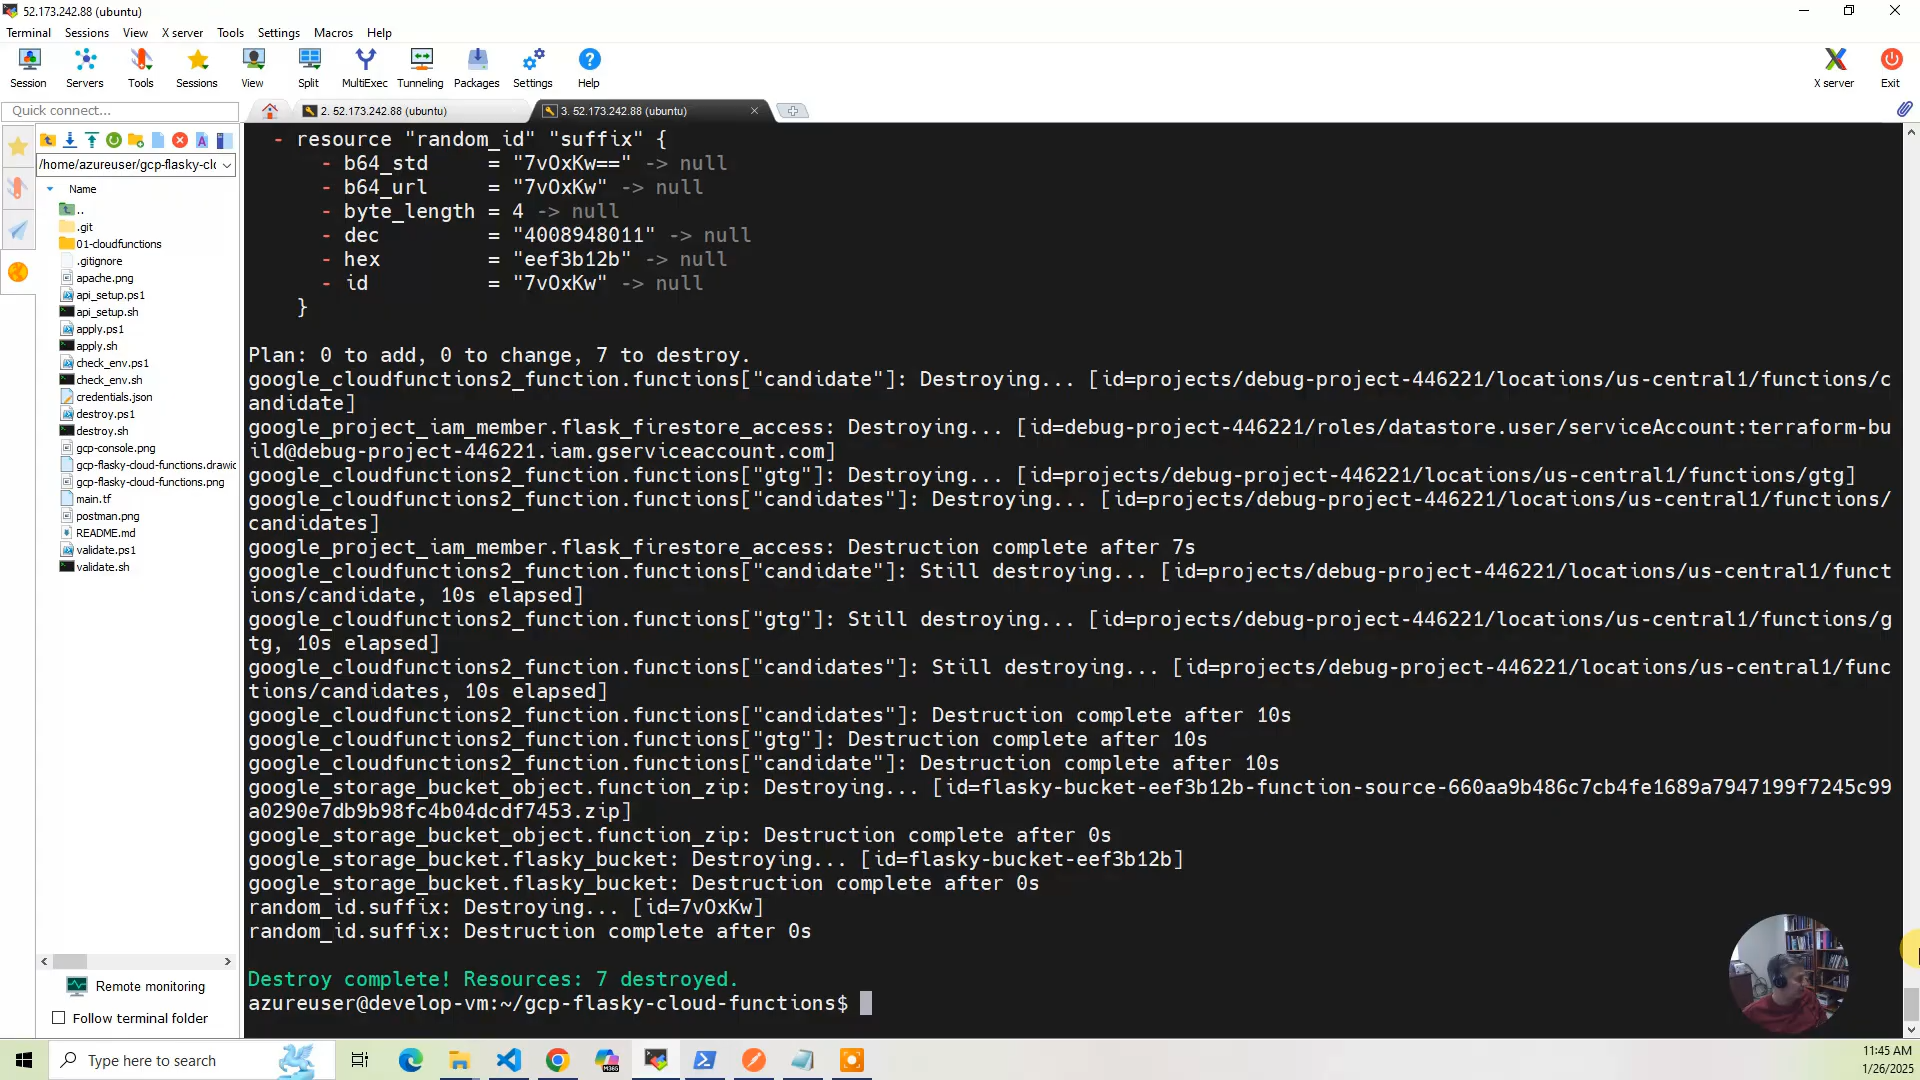 52.173.242.88 (ubuntu)
Terminal Sessions View X server Tools Settings Macros Help
Session Servers Tools Sessions View Split MultiExec Tunneling Packages Settings Help X server Exit
Quick connect...
2. 52.173.242.88 (ubuntu)
3. 52.173.242.88 (ubuntu)
/home/azureuser/gcp-flasky-cl
Name
..
.git
01-cloudfunctions
.gitignore
apache.png
api_setup.ps1
api_setup.sh
apply.ps1
apply.sh
check_env.ps1
check_env.sh
credentials.json
destroy.ps1
destroy.sh
gcp-console.png
gcp-flasky-cloud-functions.drawio
gcp-flasky-cloud-functions.png
main.tf
postman.png
README.md
validate.ps1
validate.sh
Remote monitoring
Follow terminal folder
- resource "random_id" "suffix" {
- b64_std = "7vOxKw==" -> null
- b64_url = "7vOxKw" -> null
- byte_length = 4 -> null
- dec = "4008948011" -> null
- hex = "eef3b12b" -> null
- id = "7vOxKw" -> null
}
Plan: 0 to add, 0 to change, 7 to destroy.
google_cloudfunctions2_function.functions["candidate"]: Destroying... [id=projects/debug-project-446221/locations/us-central1/functions/c
andidate]
google_project_iam_member.flask_firestore_access: Destroying... [id=debug-project-446221/roles/datastore.user/serviceAccount:terraform-bu
ild@debug-project-446221.iam.gserviceaccount.com]
google_cloudfunctions2_function.functions["gtg"]: Destroying... [id=projects/debug-project-446221/locations/us-central1/functions/gtg]
google_cloudfunctions2_function.functions["candidates"]: Destroying... [id=projects/debug-project-446221/locations/us-central1/functions/
candidates]
google_project_iam_member.flask_firestore_access: Destruction complete after 7s
google_cloudfunctions2_function.functions["candidate"]: Still destroying... [id=projects/debug-project-446221/locations/us-central1/funct
ions/candidate, 10s elapsed]
google_cloudfunctions2_function.functions["gtg"]: Still destroying... [id=projects/debug-project-446221/locations/us-central1/functions/g
tg, 10s elapsed]
google_cloudfunctions2_function.functions["candidates"]: Still destroying... [id=projects/debug-project-446221/locations/us-central1/func
tions/candidates, 10s elapsed]
google_cloudfunctions2_function.functions["candidates"]: Destruction complete after 10s
google_cloudfunctions2_function.functions["gtg"]: Destruction complete after 10s
google_cloudfunctions2_function.functions["candidate"]: Destruction complete after 10s
google_storage_bucket_object.function_zip: Destroying... [id=flasky-bucket-eef3b12b-function-source-660aa9b486c7cb4fe1689a7947199f7245c99
a0290e7db9b98fc4b04dcdf7453.zip]
google_storage_bucket_object.function_zip: Destruction complete after 0s
google_storage_bucket.flasky_bucket: Destroying... [id=flasky-bucket-eef3b12b]
google_storage_bucket.flasky_bucket: Destruction complete after 0s
random_id.suffix: Destroying... [id=7vOxKw]
random_id.suffix: Destruction complete after 0s
Destroy complete! Resources: 7 destroyed.
azureuser@develop-vm:~/gcp-flasky-cloud-functions$
Type here to search
11:45 AM
1/26/2025